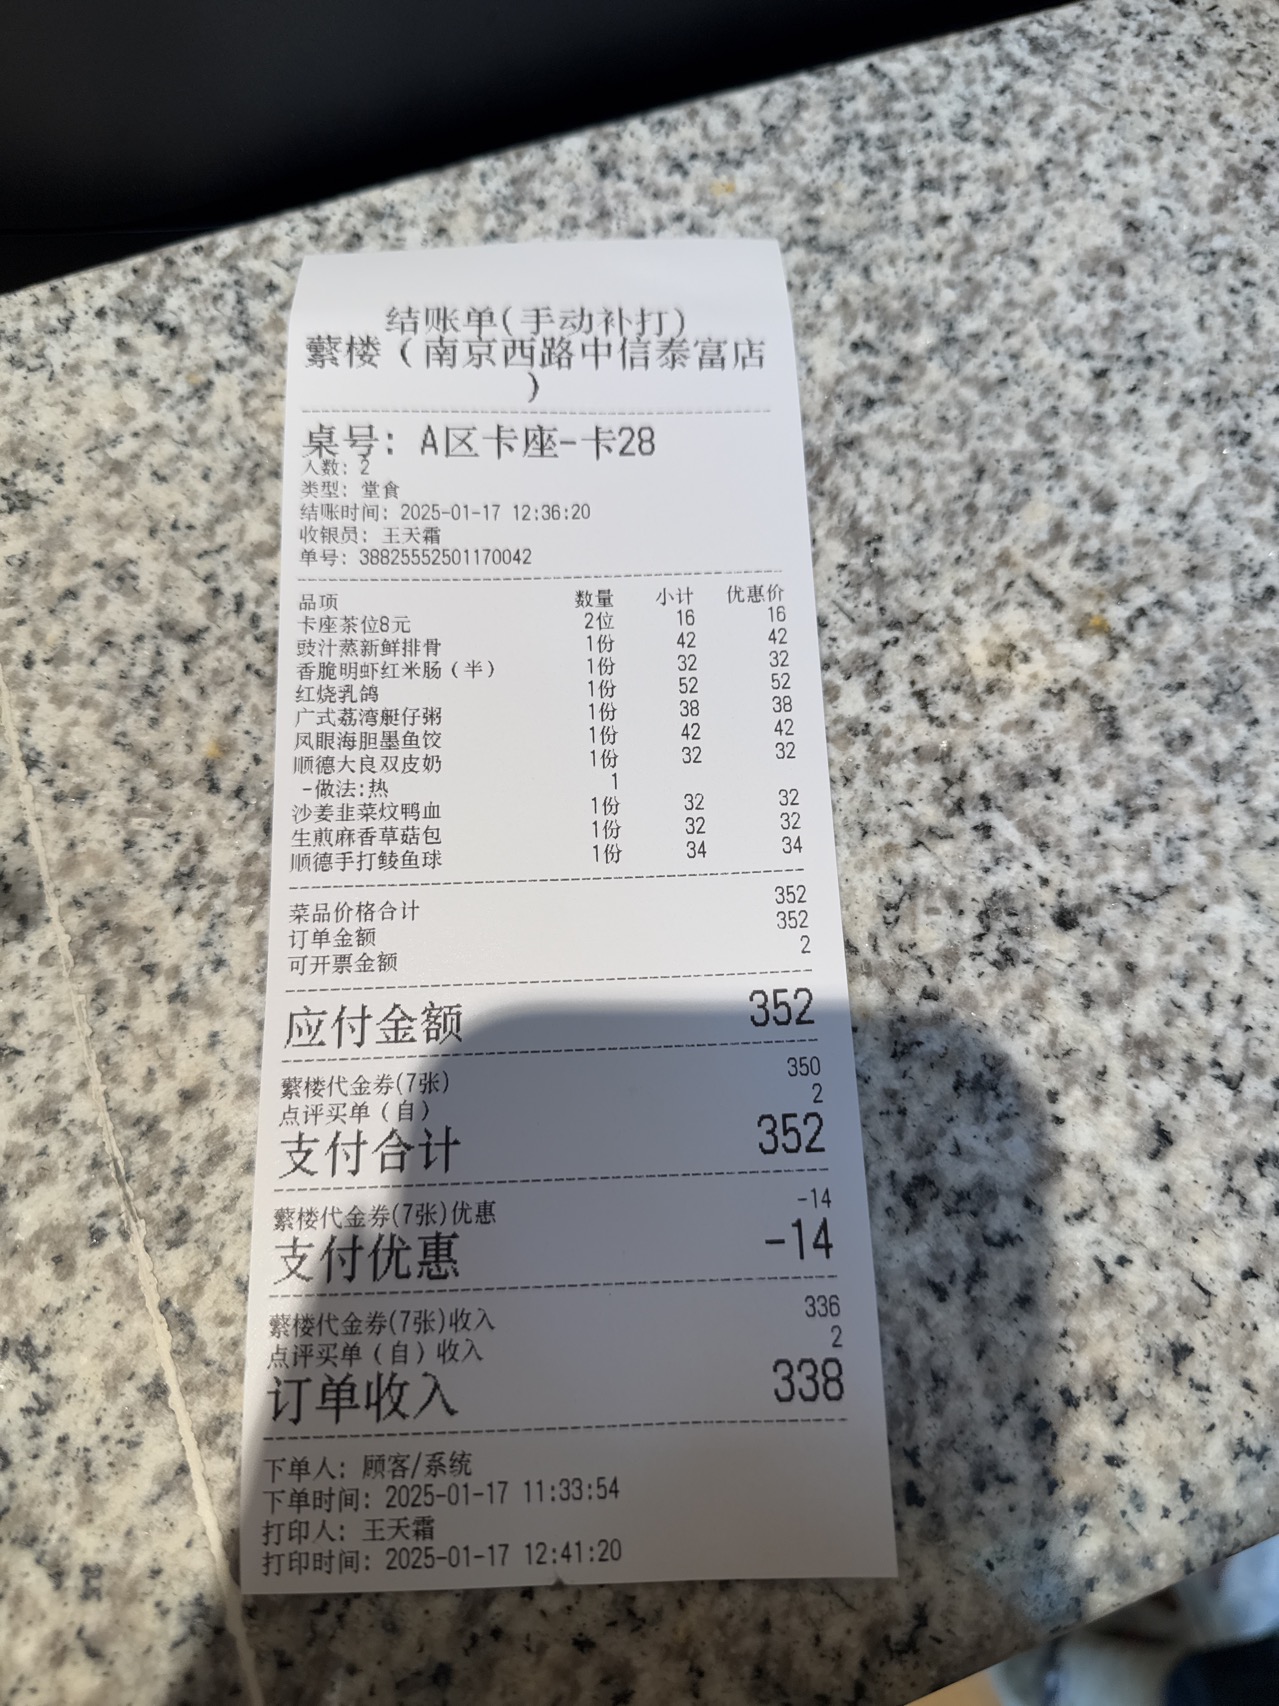 结账单(手动补打)
蘩楼（南京西路中信泰富店
）
桌号: A区卡座-卡28
人数: 2
类型: 堂食
结账时间: 2025-01-17 12:36:20
收银员: 王天霜
单号: 38825552501170042
品项 数量 小计 优惠价
卡座茶位8元 2位 16 16
豉汁蒸新鲜排骨 1份 42 42
香脆明虾红米肠（半） 1份 32 32
红烧乳鸽 1份 52 52
广式荔湾艇仔粥 1份 38 38
凤眼海胆墨鱼饺 1份 42 42
顺德大良双皮奶 1份 32 32
-做法:热 1
沙姜韭菜炆鸭血 1份 32 32
生煎麻香草菇包 1份 32 32
顺德手打鲮鱼球 1份 34 34
菜品价格合计 352
订单金额 352
可开票金额 2
应付金额 352
蘩楼代金券(7张) 350
点评买单（自） 2
支付合计 352
蘩楼代金券(7张)优惠 -14
支付优惠 -14
蘩楼代金券(7张)收入 336
点评买单（自）收入 2
订单收入 338
下单人: 顾客/系统
下单时间: 2025-01-17 11:33:54
打印人: 王天霜
打印时间: 2025-01-17 12:41:20